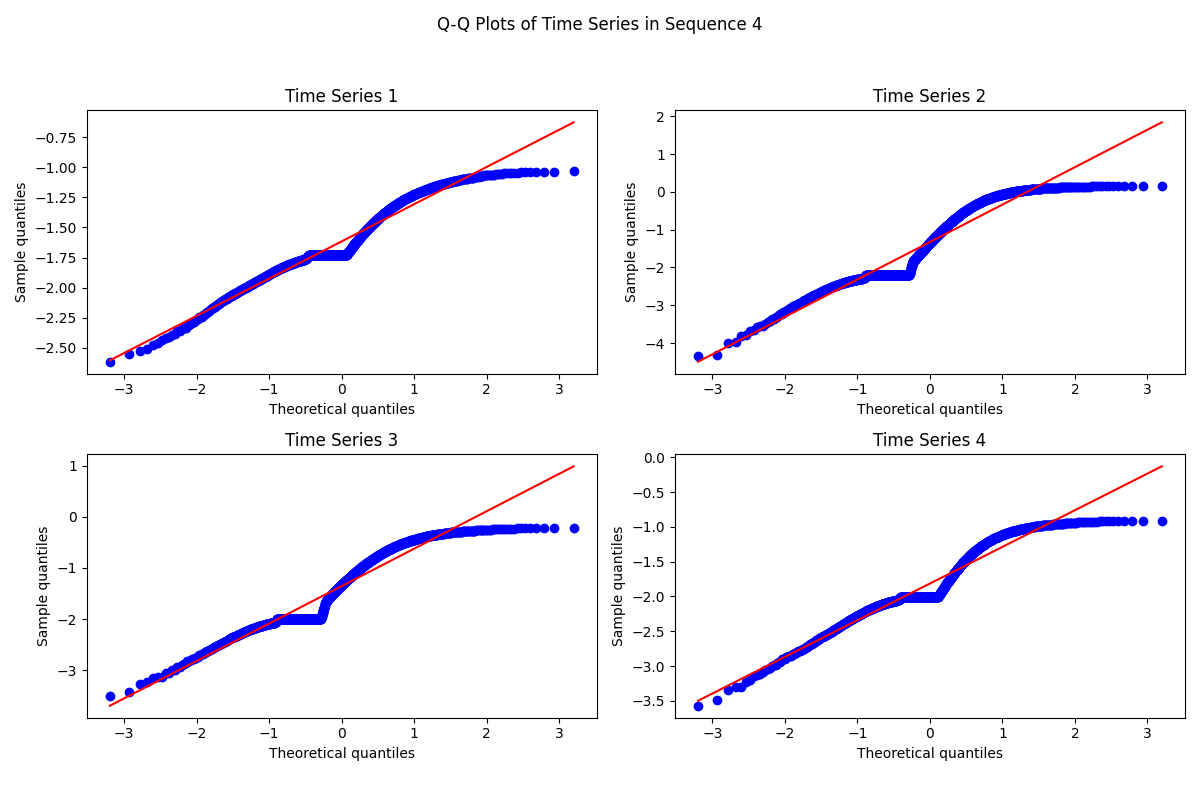 Q-Q Plots of Time Series in Sequence 4
Time Series 1
−0.75
−1.00
−1.25
−1.50
−1.75
−2.00
−2.25
−2.50
Sample quantiles
−3 −2 −1 0 1 2 3
Theoretical quantiles
Time Series 2
2
1
0
−1
−2
−3
−4
Sample quantiles
−3 −2 −1 0 1 2 3
Theoretical quantiles
Time Series 3
1
0
−1
−2
−3
Sample quantiles
−3 −2 −1 0 1 2 3
Theoretical quantiles
Time Series 4
0.0
−0.5
−1.0
−1.5
−2.0
−2.5
−3.0
−3.5
Sample quantiles
−3 −2 −1 0 1 2 3
Theoretical quantiles